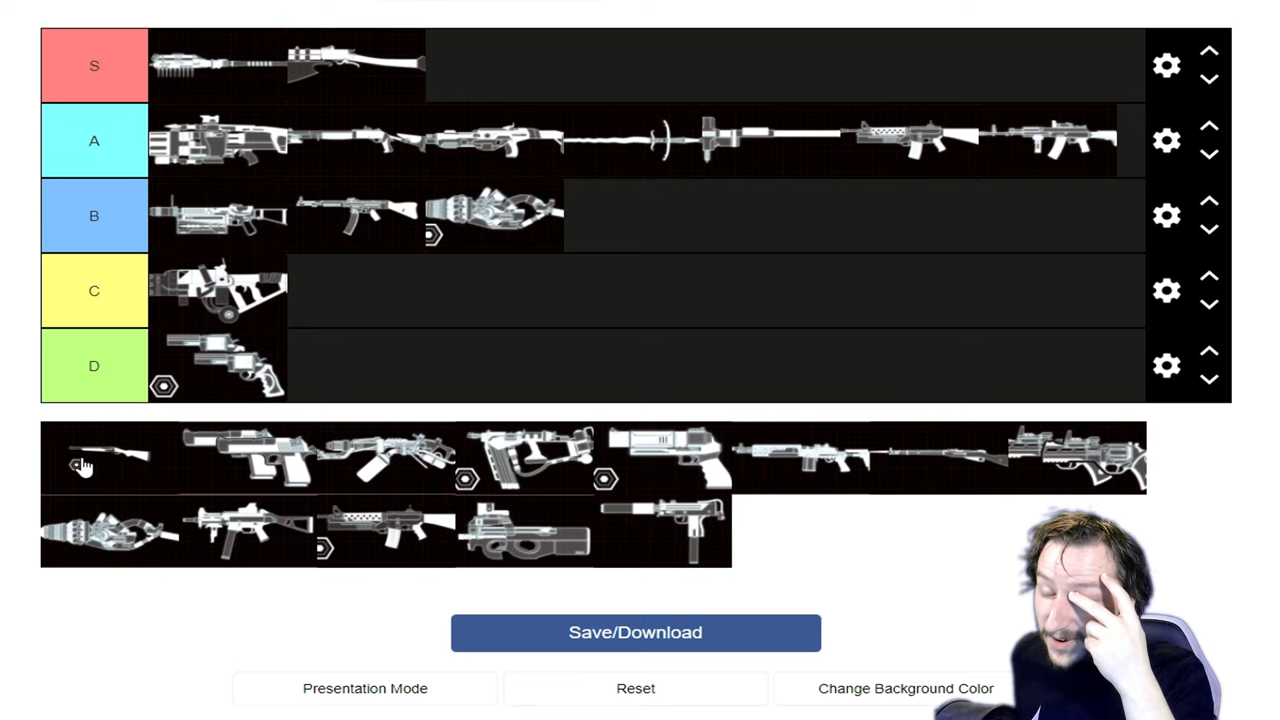 S
A
B
C
D
Save/Download
Presentation Mode
Reset
Change Background Color